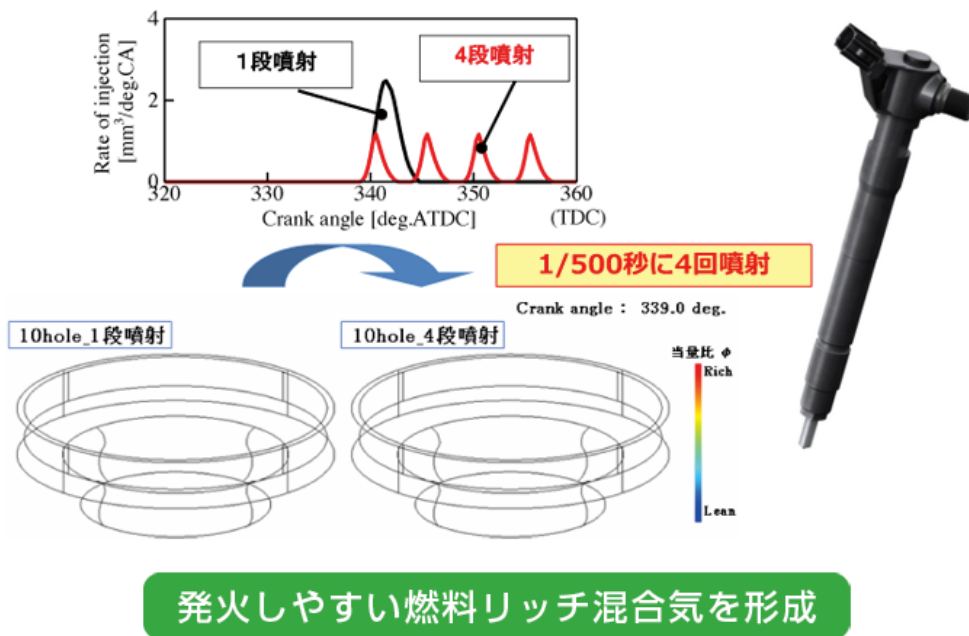 4
2
0
Rate of injection
[mm³/deg.CA]
1段噴射
4段噴射
320
330
340
350
360
Crank angle [deg.ATDC]
(TDC)
1/500秒に4回噴射
Crank angle : 339.0 deg.
10hole_1段噴射
10hole_4段噴射
当量比 ϕ
Rich
Lean
発火しやすい燃料リッチ混合気を形成